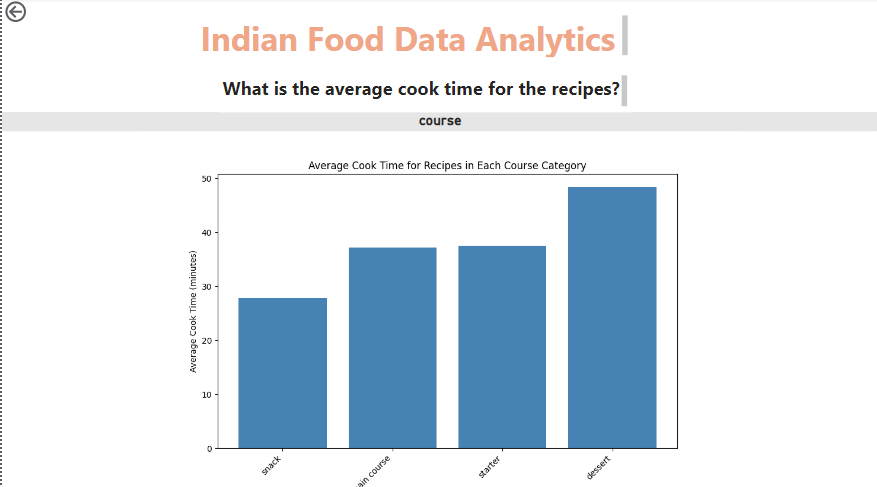 Indian Food Data Analytics
What is the average cook time for the recipes?
course
Average Cook Time for Recipes in Each Course Category
Average Cook Time (minutes)
50
40
30
20
10
0
snack
ain course
starter
dessert